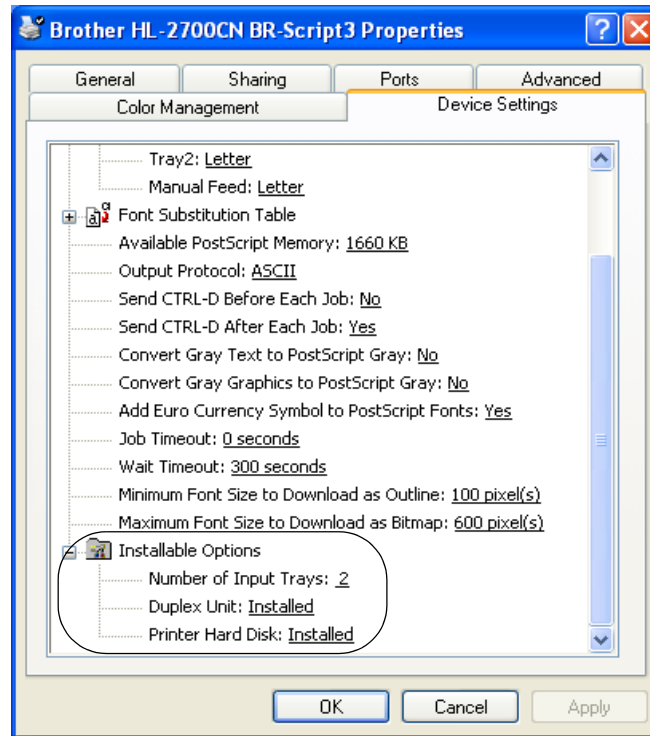 Brother HL-2700CN BR-Script3 Properties
General Sharing Ports Advanced
Color Management Device Settings
Tray2: Letter
Manual Feed: Letter
Font Substitution Table
Available PostScript Memory: 1660 KB
Output Protocol: ASCII
Send CTRL-D Before Each Job: No
Send CTRL-D After Each Job: Yes
Convert Gray Text to PostScript Gray: No
Convert Gray Graphics to PostScript Gray: No
Add Euro Currency Symbol to PostScript Fonts: Yes
Job Timeout: 0 seconds
Wait Timeout: 300 seconds
Minimum Font Size to Download as Outline: 100 pixel(s)
Maximum Font Size to Download as Bitmap: 600 pixel(s)
Installable Options
Number of Input Trays: 2
Duplex Unit: Installed
Printer Hard Disk: Installed
OK Cancel Apply